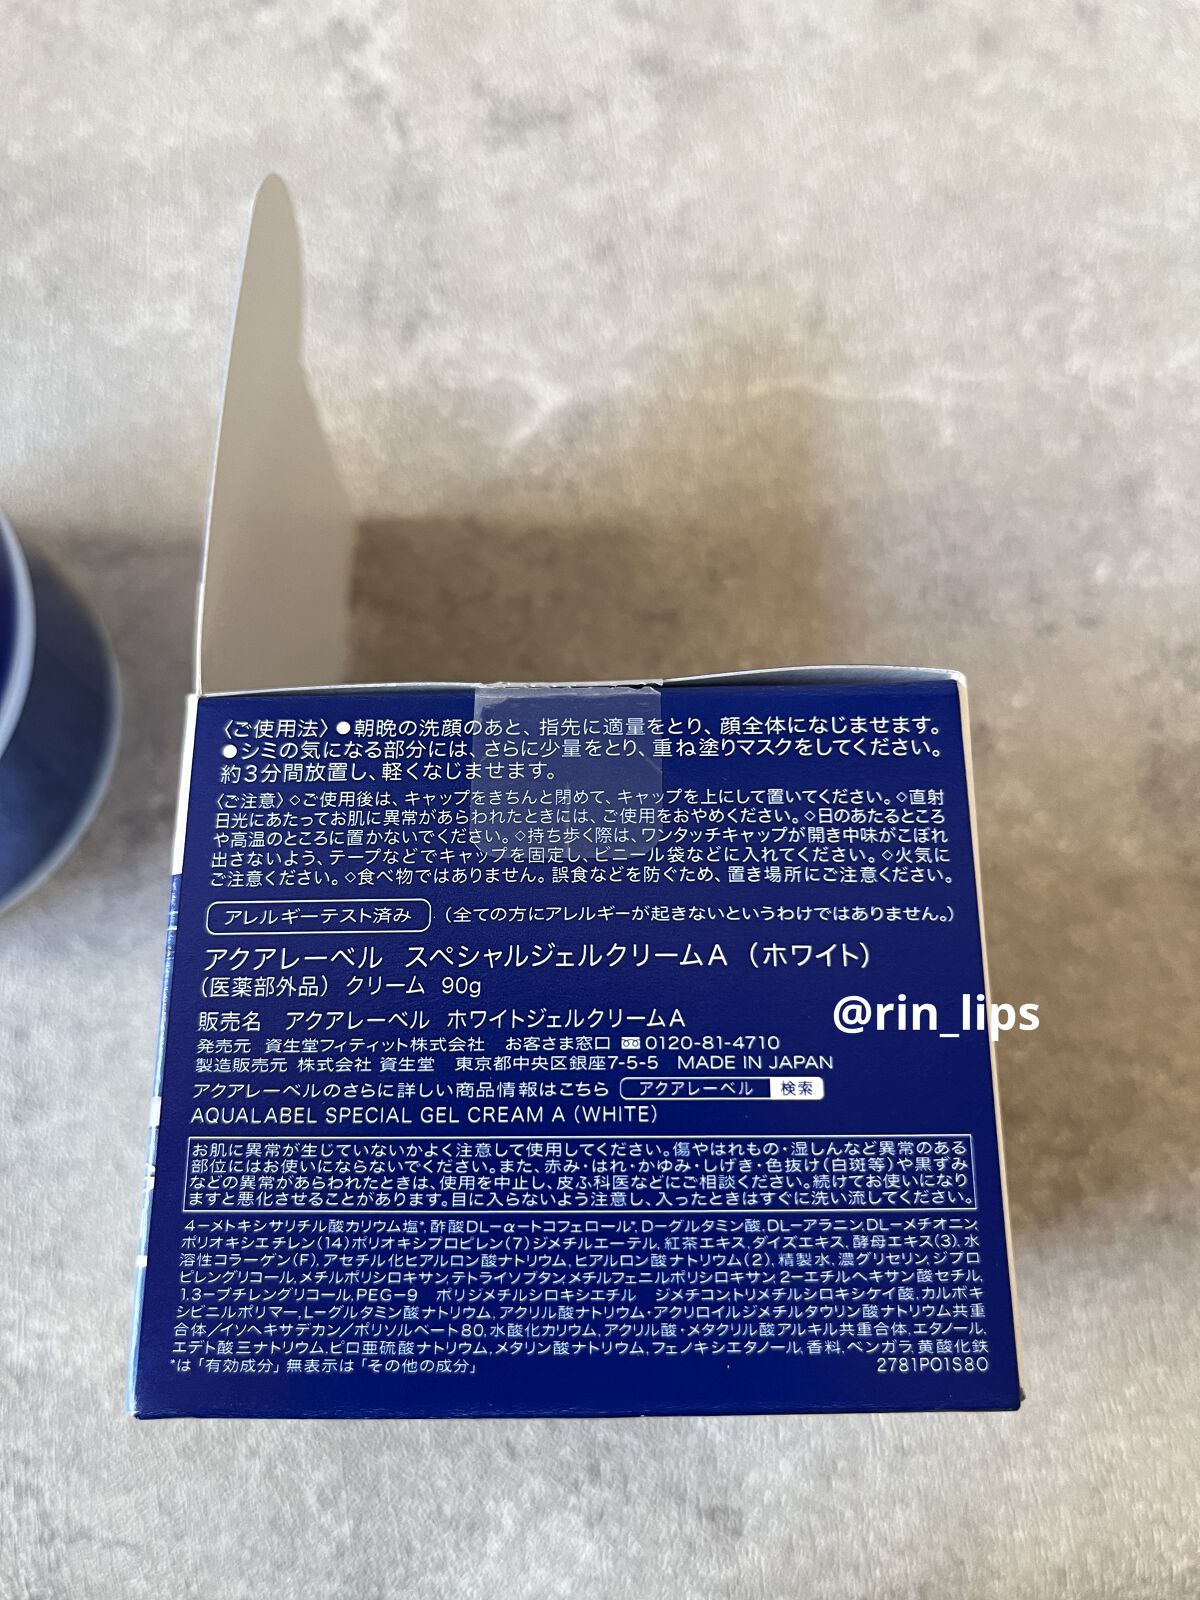 〈ご使用法〉●朝晩の洗顔のあと、指先に適量をとり、顔全体になじませます。
●シミの気になる部分には、さらに少量をとり、重ね塗りマスクをしてください。
約3分間放置し、軽くなじませます。
〈ご注意〉◇ご使用後は、キャップをきちんと閉めて、キャップを上にして置いてください。◇直射
日光にあたってお肌に異常があらわれたときには、ご使用をおやめください。◇日のあたるところ
や高温のところに置かないでください。◇持ち歩く際は、ワンタッチキャップが開き中味がこぼれ
出さないよう、テープなどでキャップを固定し、ビニール袋などに入れてください。◇火気に
ご注意ください。◇食べ物ではありません。誤食などを防ぐため、置き場所にご注意ください。
アレルギーテスト済み (全ての方にアレルギーが起きないというわけではありません。)
アクアレーベル スペシャルジェルクリームA (ホワイト)
(医薬部外品) クリーム 90g
販売名 アクアレーベル ホワイトジェルクリームA
@rin_lips
発売元 資生堂フィティット株式会社 お客さま窓口 0120-81-4710
製造販売元 株式会社 資生堂 東京都中央区銀座7-5-5 MADE IN JAPAN
アクアレーベルのさらに詳しい商品情報はこちら アクアレーベル 検索
AQUALABEL SPECIAL GEL CREAM A (WHITE)
お肌に異常が生じていないかよく注意して使用してください。傷やはれもの・湿しんなど異常のある
部位にはお使いにならないでください。また、赤み・はれ・かゆみ・しげき・色抜け(白斑等)や黒ずみ
などの異常があらわれたときは、使用を中止し、皮ふ科医などにご相談ください。続けてお使いになり
ますと悪化させることがあります。目に入らないよう注意し、入ったときはすぐに洗い流してください。
4-メトキシサリチル酸カリウム塩*,酢酸DL-α-トコフェロール*,D-グルタミン酸,DL-アラニン,DL-メチオニン,
ポリオキシエチレン(14)ポリオキシプロピレン(7)ジメチルエーテル,紅茶エキス,ダイズエキス,酵母エキス(3),水
溶性コラーゲン(F),アセチル化ヒアルロン酸ナトリウム,ヒアルロン酸ナトリウム(2),精製水,濃グリセリン,ジプロ
ピレングリコール,メチルポリシロキサン,テトライソブタン,メチルフェニルポリシロキサン,2-エチルヘキサン酸セチル,
1.3-ブチレングリコール,PEG-9 ポリジメチルシロキシエチル ジメチコン,トリメチルシロキシケイ酸,カルボキ
シビニルポリマー,L-グルタミン酸ナトリウム,アクリル酸ナトリウム・アクリロイルジメチルタウリン酸ナトリウム共重
合体/イソヘキサデカン/ポリソルベート80,水酸化カリウム,アクリル酸・メタクリル酸アルキル共重合体,エタノール,
エデト酸三ナトリウム,ピロ亜硫酸ナトリウム,メタリン酸ナトリウム,フェノキシエタノール,香料,ベンガラ,黄酸化鉄
*は「有効成分」無表示は「その他の成分」 2781P01S80